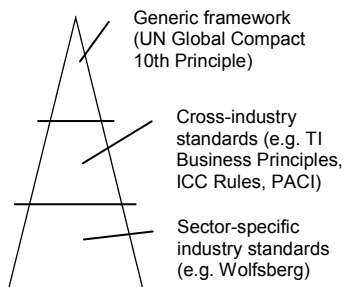 Generic framework
(UN Global Compact
10th Principle)
Cross-industry
standards (e.g. TI
Business Principles,
ICC Rules, PACI)
Sector-specific
industry standards
(e.g. Wolfsberg)